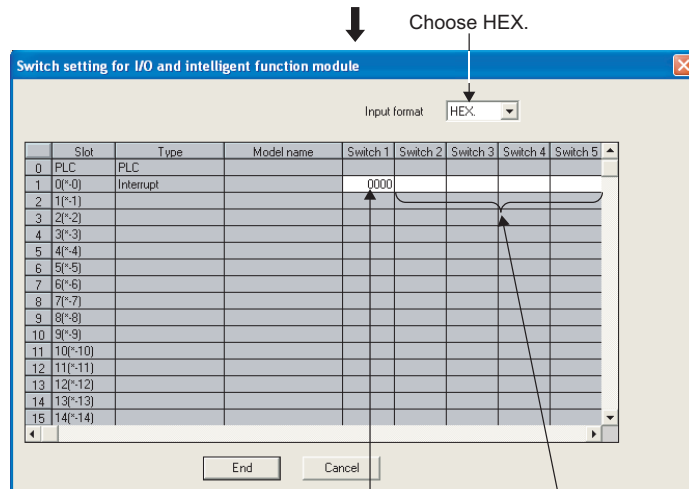 Choose HEX.
Switch setting for I/O and intelligent function module
Input format HEX.
Slot Type Model name Switch 1 Switch 2 Switch 3 Switch 4 Switch 5
0 PLC PLC
1 0(*-0) Interrupt 0000
2 1(*-1)
3 2(*-2)
4 3(*-3)
5 4(*-4)
6 5(*-5)
7 6(*-6)
8 7(*-7)
9 8(*-8)
10 9(*-9)
11 10(*-10)
12 11(*-11)
13 12(*-12)
14 13(*-13)
15 14(*-14)
End Cancel